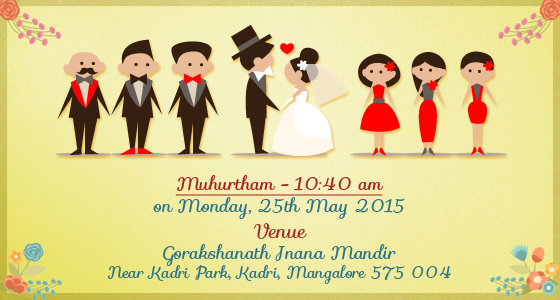 Muhurtham - 10:40 am
on Monday, 25th May 2015
Venue
Gorakshanath Jnana Mandir
Near Kadri Park, Kadri, Mangalore 575 004